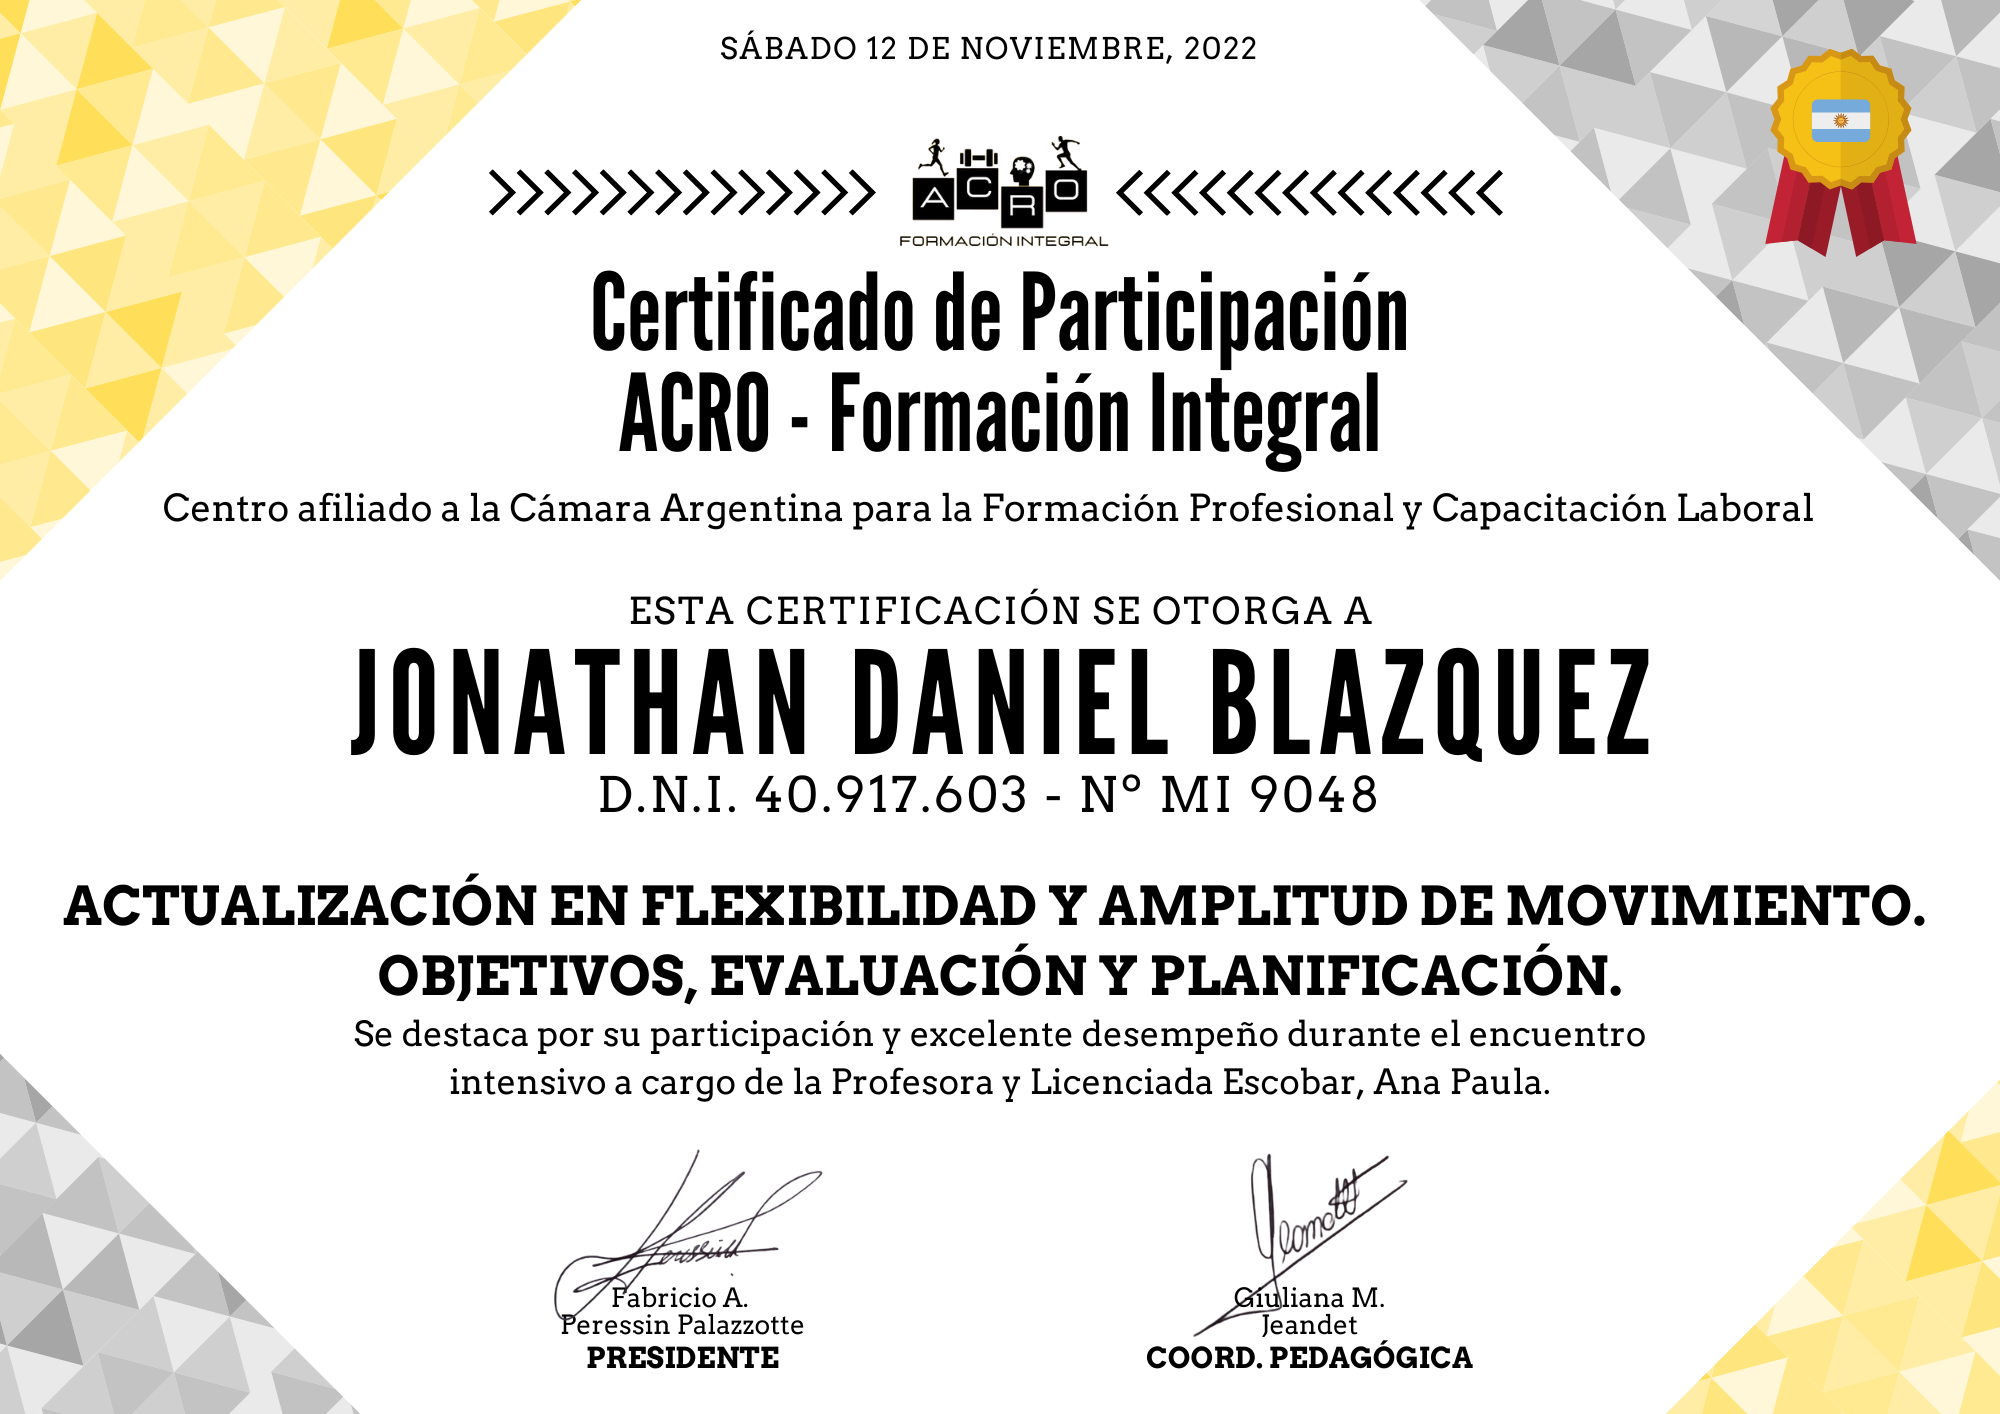 SÁBADO 12 DE NOVIEMBRE, 2022
ACRO
FORMACIÓN INTEGRAL
Certificado de Participación
ACRO - Formación Integral
Centro afiliado a la Cámara Argentina para la Formación Profesional y Capacitación Laboral
ESTA CERTIFICACIÓN SE OTORGA A
JONATHAN DANIEL BLAZQUEZ
D.N.I. 40.917.603 - Nº MI 9048
ACTUALIZACIÓN EN FLEXIBILIDAD Y AMPLITUD DE MOVIMIENTO.
OBJETIVOS, EVALUACIÓN Y PLANIFICACIÓN.
Se destaca por su participación y excelente desempeño durante el encuentro
intensivo a cargo de la Profesora y Licenciada Escobar, Ana Paula.
Fabricio A.
Peressin Palazzotte
PRESIDENTE
Giuliana M.
Jeandet
COORD. PEDAGÓGICA